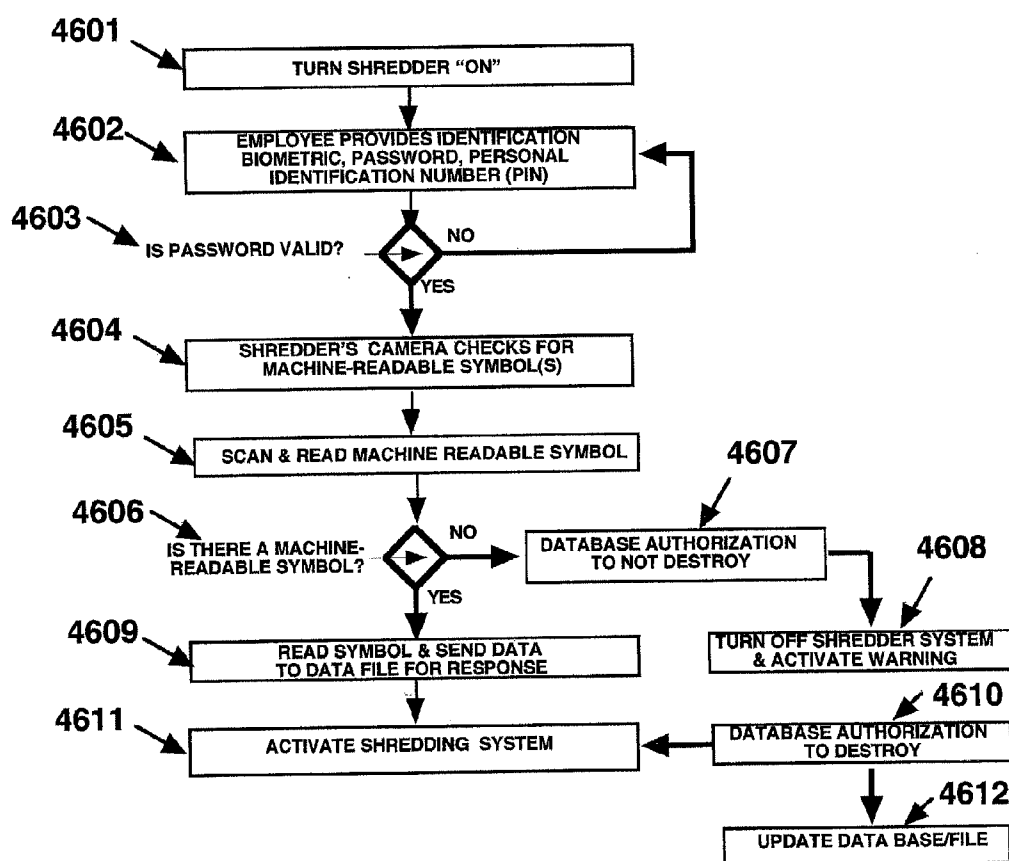 4601
TURN SHREDDER “ON”
4602
EMPLOYEE PROVIDES IDENTIFICATION
BIOMETRIC, PASSWORD, PERSONAL
IDENTIFICATION NUMBER (PIN)
4603
IS PASSWORD VALID?
NO
YES
4604
SHREDDER'S CAMERA CHECKS FOR
MACHINE-READABLE SYMBOL(S)
4605
SCAN & READ MACHINE READABLE SYMBOL
4606
IS THERE A MACHINE-
READABLE SYMBOL?
NO
YES
4607
DATABASE AUTHORIZATION
TO NOT DESTROY
4608
TURN OFF SHREDDER SYSTEM
& ACTIVATE WARNING
4609
READ SYMBOL & SEND DATA
TO DATA FILE FOR RESPONSE
4610
DATABASE AUTHORIZATION
TO DESTROY
4611
ACTIVATE SHREDDING SYSTEM
4612
UPDATE DATA BASE/FILE